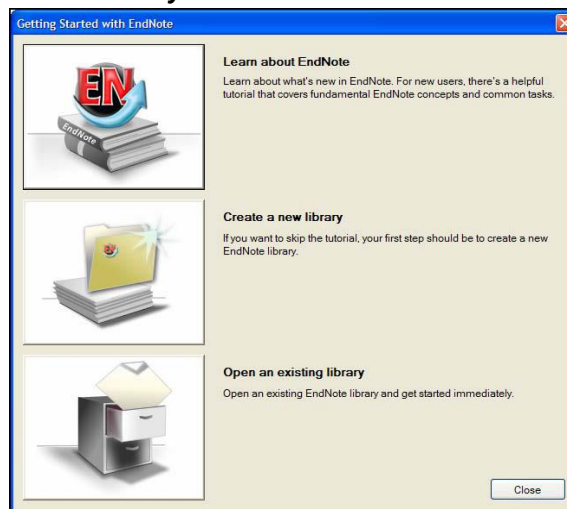 Getting Started with EndNote
EN
EndNote
Learn about EndNote
Learn about what's new in EndNote. For new users, there's a helpful
tutorial that covers fundamental EndNote concepts and common tasks.
Create a new library
If you want to skip the tutorial, your first step should be to create a new
EndNote library.
Open an existing library
Open an existing EndNote library and get started immediately.
Close